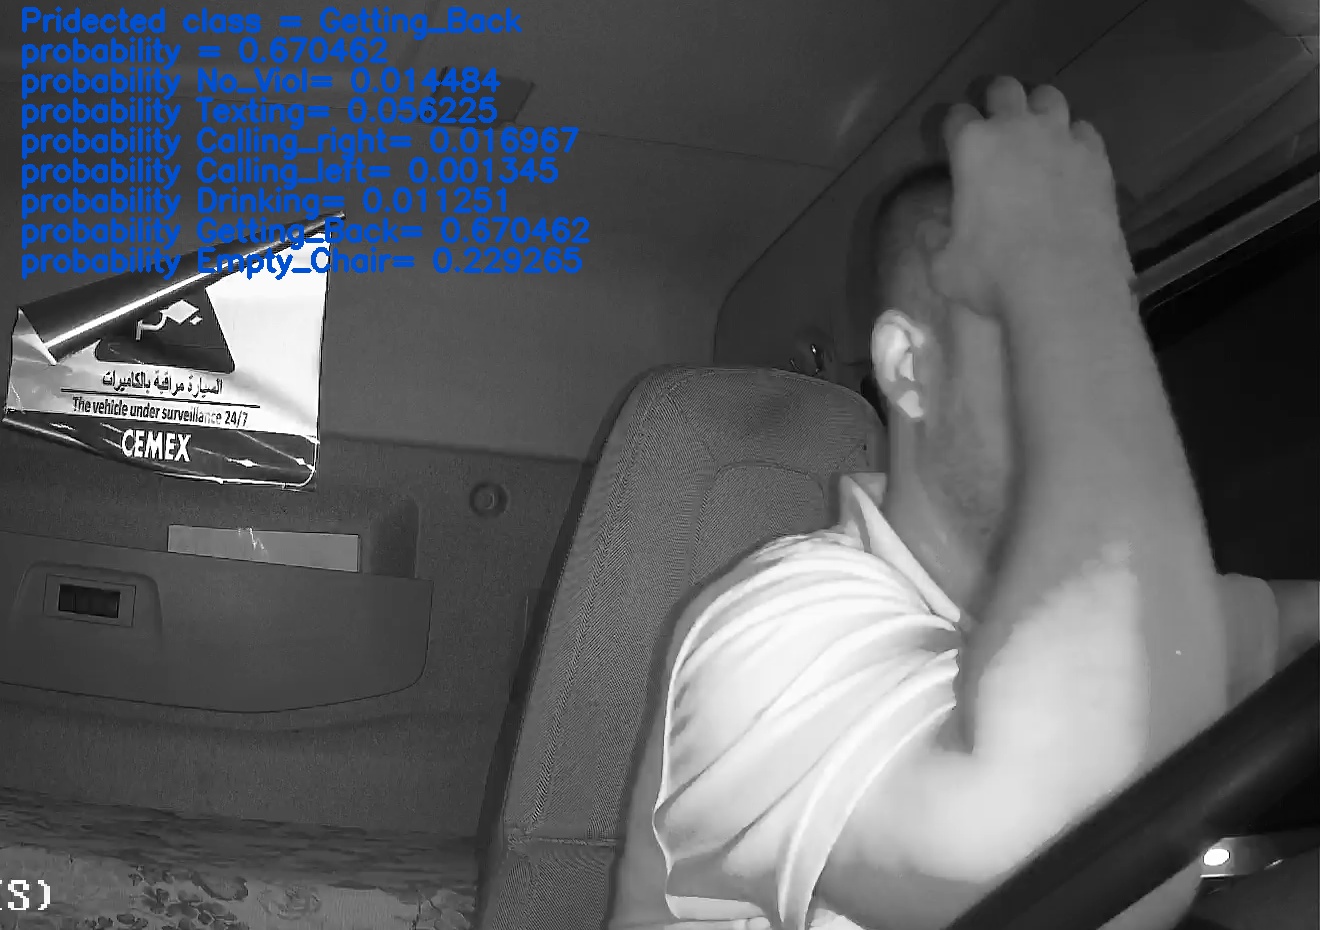 Pridected class = Getting_Back
probability = 0.670462
probability No_Viol= 0.014484
probability Texting= 0.056225
probability Calling_right= 0.016967
probability Calling_left= 0.001345
probability Drinking= 0.011251
probability Getting_Back= 0.670462
probability Empty_Chair= 0.229265
السيارة مراقبة بالكاميرات
The vehicle under surveillance 24/7
CEMEX
S)